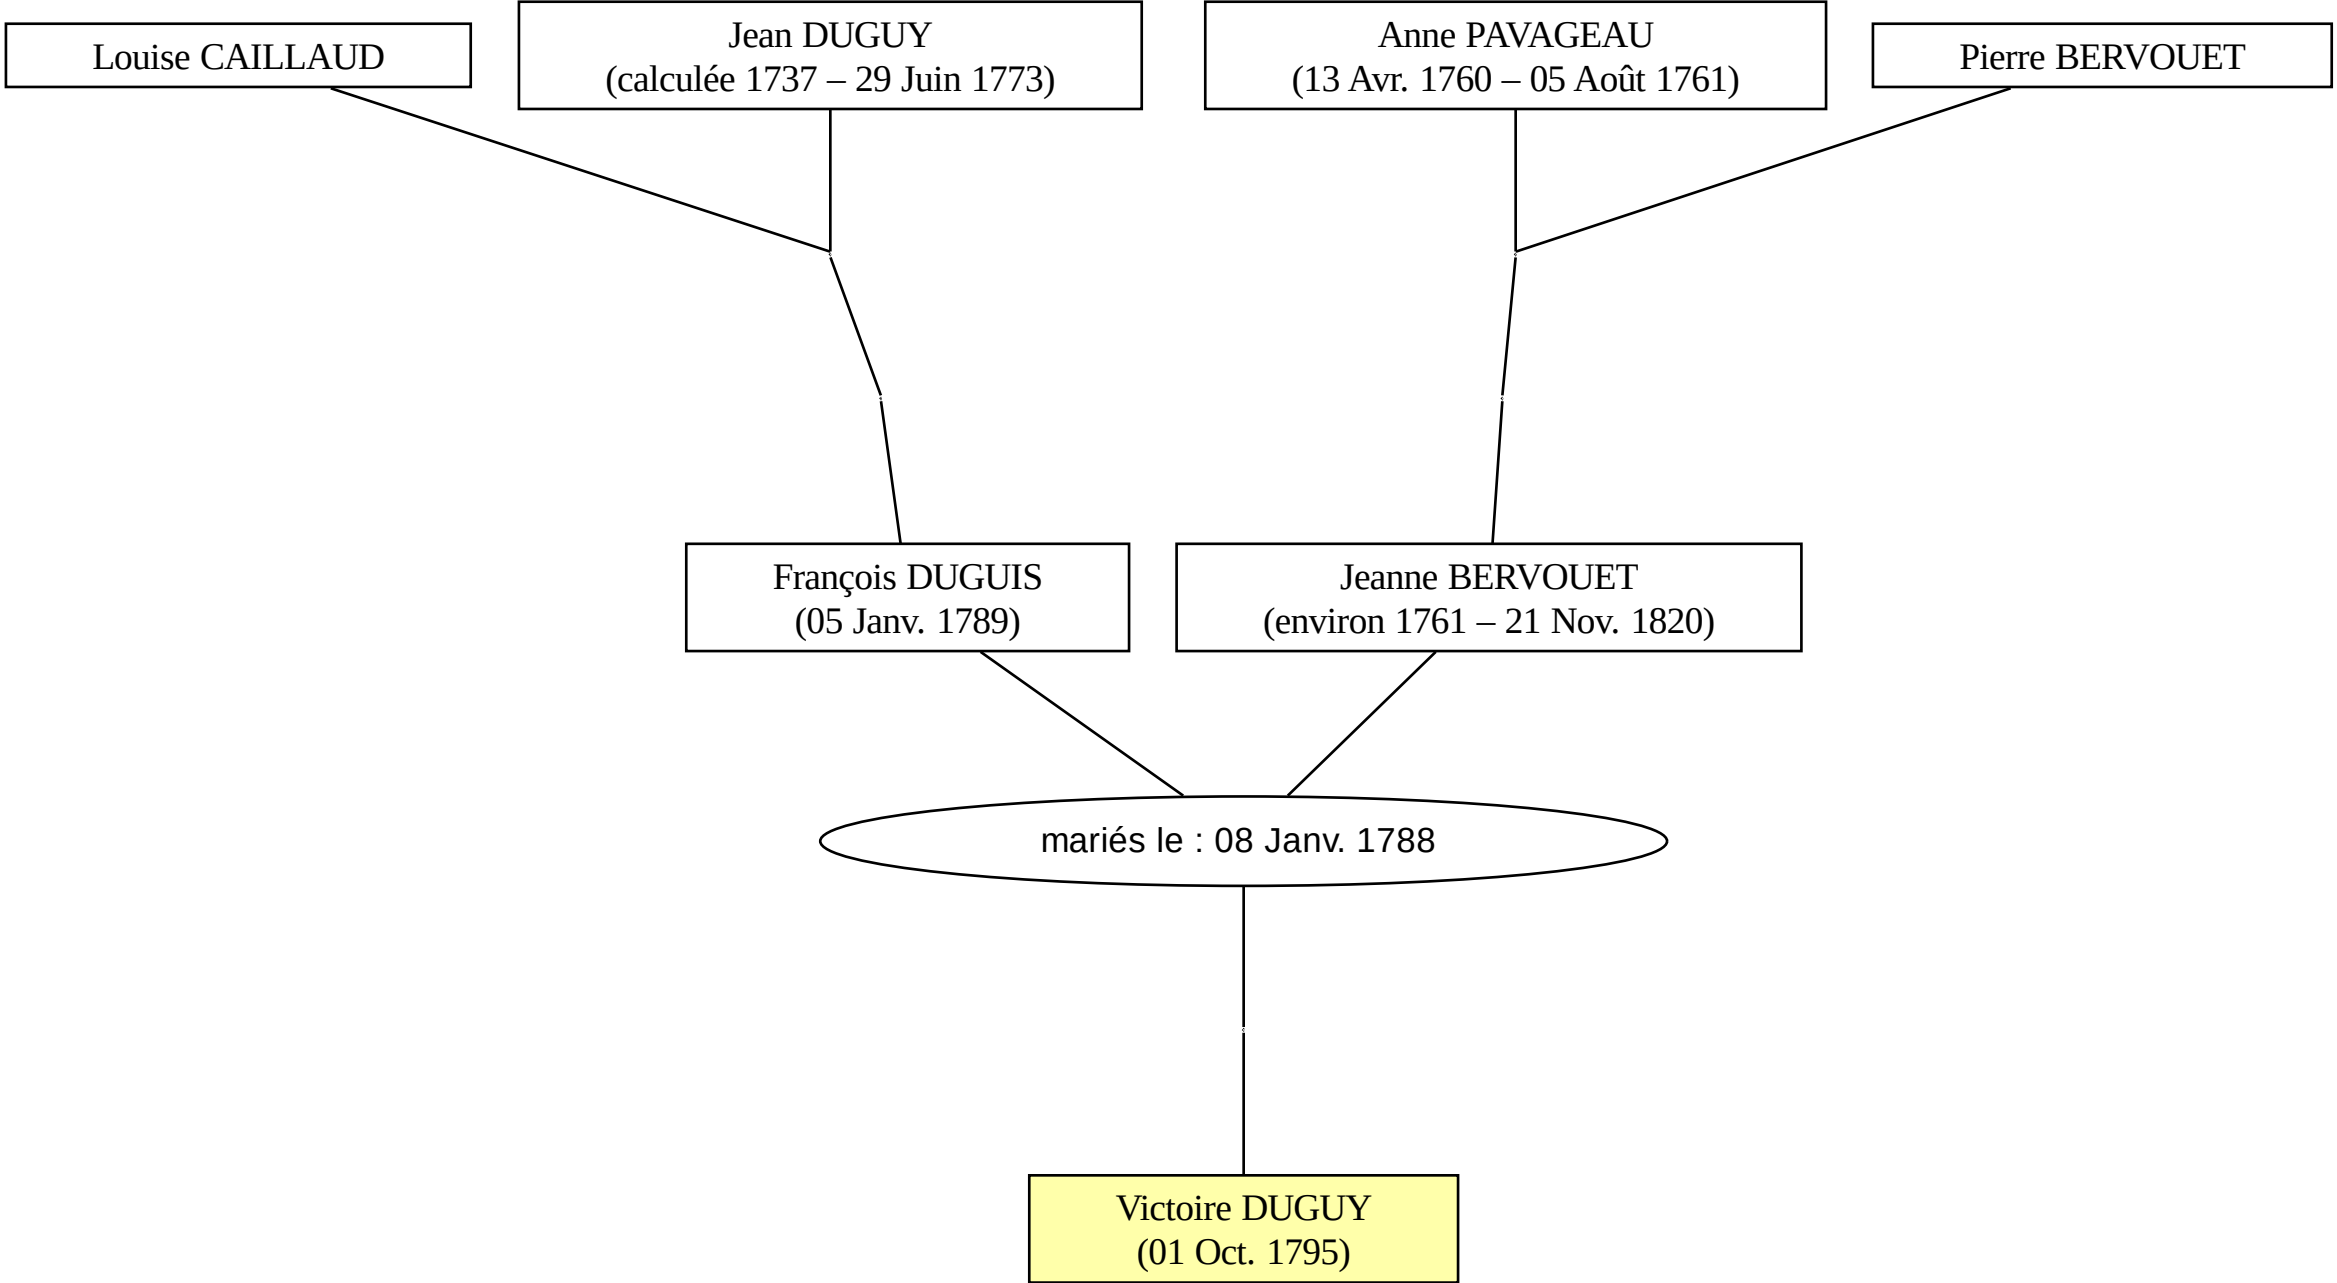 Louise CAILLAUD
Jean DUGUY
(calculée 1737 – 29 Juin 1773)
Anne PAVAGEAU
(13 Avr. 1760 – 05 Août 1761)
Pierre BERVOUET
François DUGUIS
(05 Janv. 1789)
Jeanne BERVOUET
(environ 1761 – 21 Nov. 1820)
mariés le : 08 Janv. 1788
Victoire DUGUY
(01 Oct. 1795)